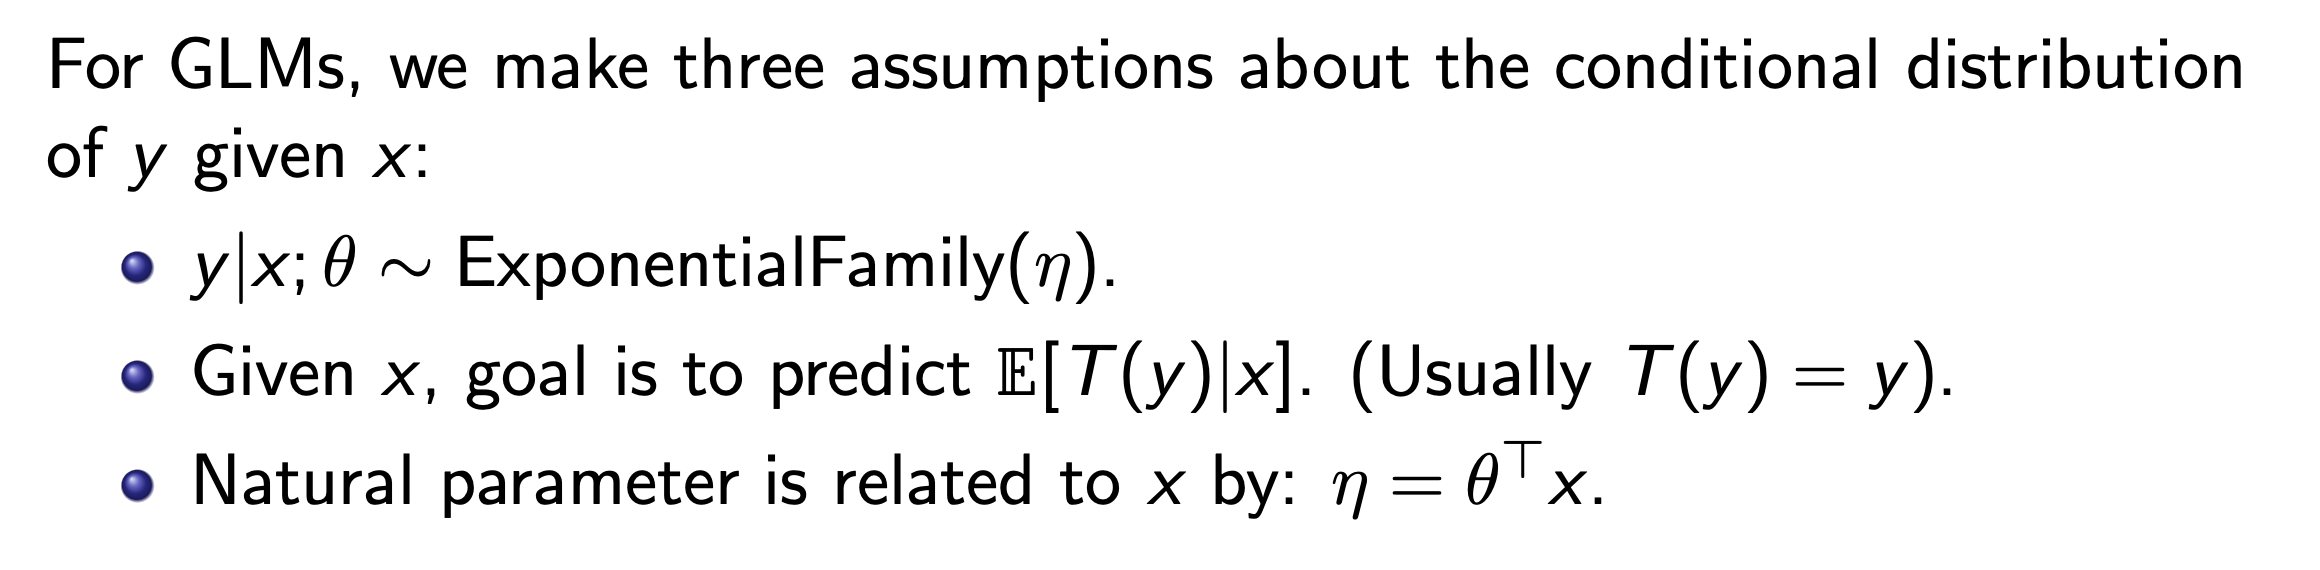 For GLMs, we make three assumptions about the conditional distribution
of y given x:
• y|x; θ ∼ ExponentialFamily(η).
• Given x, goal is to predict 𝔼[T(y)|x]. (Usually T(y) = y).
• Natural parameter is related to x by: η = θ⊤x.